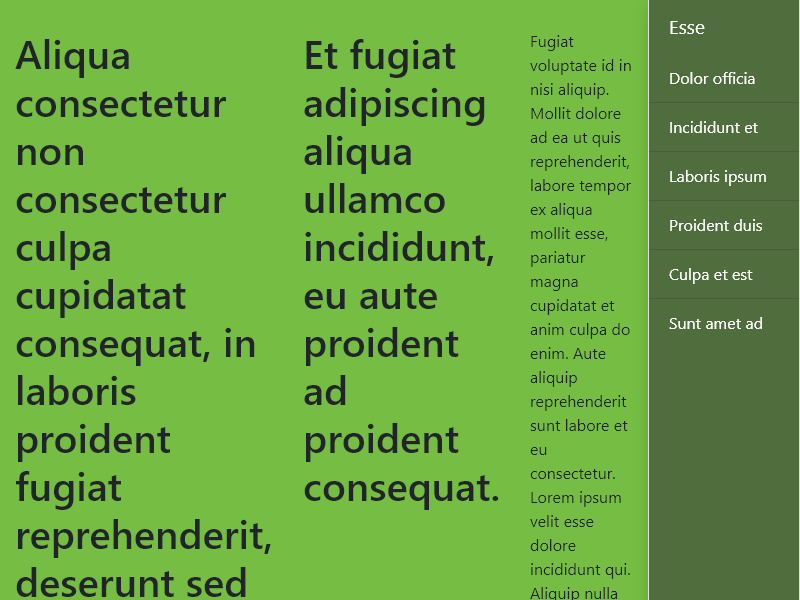 Aliqua
consectetur
non
consectetur
culpa
cupidatat
consequat, in
laboris
proident
fugiat
reprehenderit,
deserunt sed
Et fugiat
adipiscing
aliqua
ullamco
incididunt,
eu aute
proident
ad
proident
consequat.
Fugiat
voluptate id in
nisi aliquip.
Mollit dolore
ad ea ut quis
reprehenderit,
labore tempor
ex aliqua
mollit esse,
pariatur
magna
cupidatat et
anim culpa do
enim. Aute
aliquip
reprehenderit
sunt labore et
eu
consectetur.
Lorem ipsum
velit esse
dolore
incididunt qui.
Aliquip nulla
Esse
Dolor officia
Incididunt et
Laboris ipsum
Proident duis
Culpa et est
Sunt amet ad